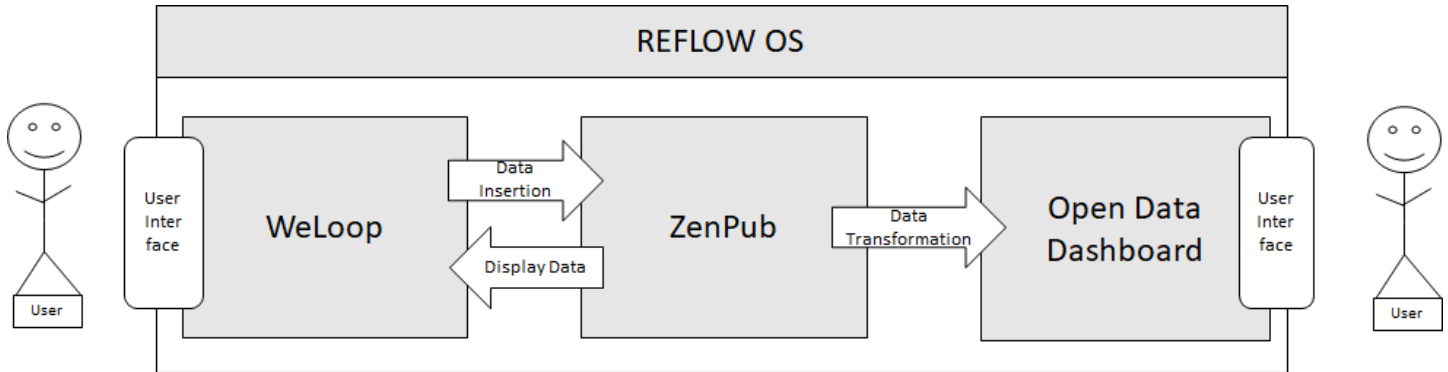 REFLOW OS
User
Inter
face
WeLoop
Data
Insertion
Display Data
ZenPub
Data
Transformation
Open Data
Dashboard
User
Inter
face
User
User